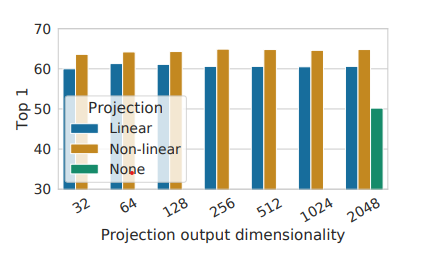 70
60
50
40
30
Top 1
Projection
Linear
Non-linear
None
32
64
128
256
512
1024
2048
Projection output dimensionality